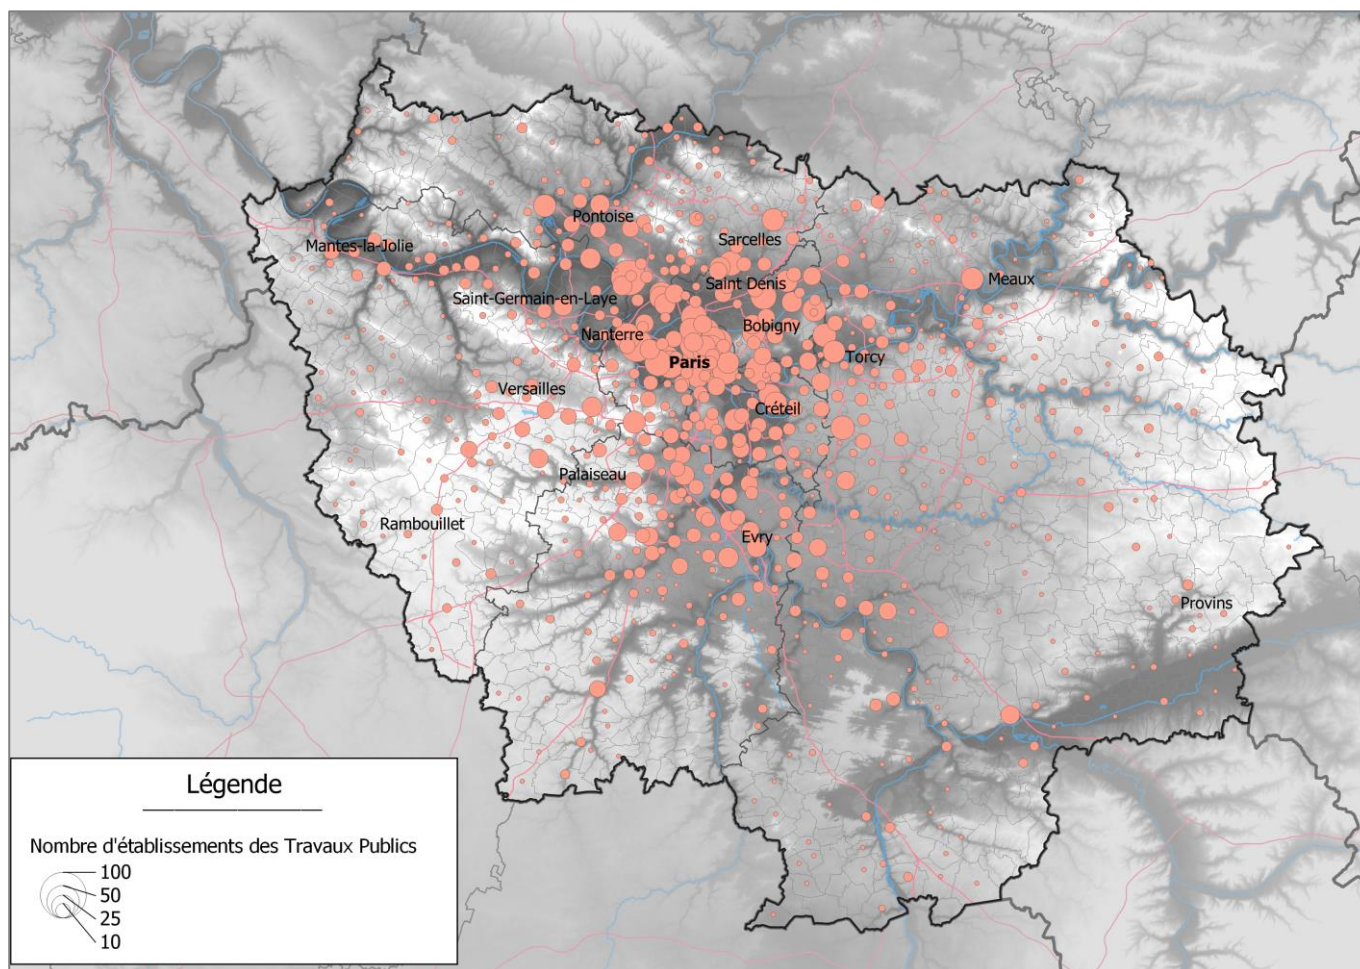 Pontoise
Sarcelles
Mantes-la-Jolie
Meaux
Saint Denis
Saint-Germain-en-Laye
Bobigny
Nanterre
Torcy
Paris
Versailles
Créteil
Palaiseau
Rambouillet
Evry
Provins
Légende
Nombre d'établissements des Travaux Publics
100
50
25
10